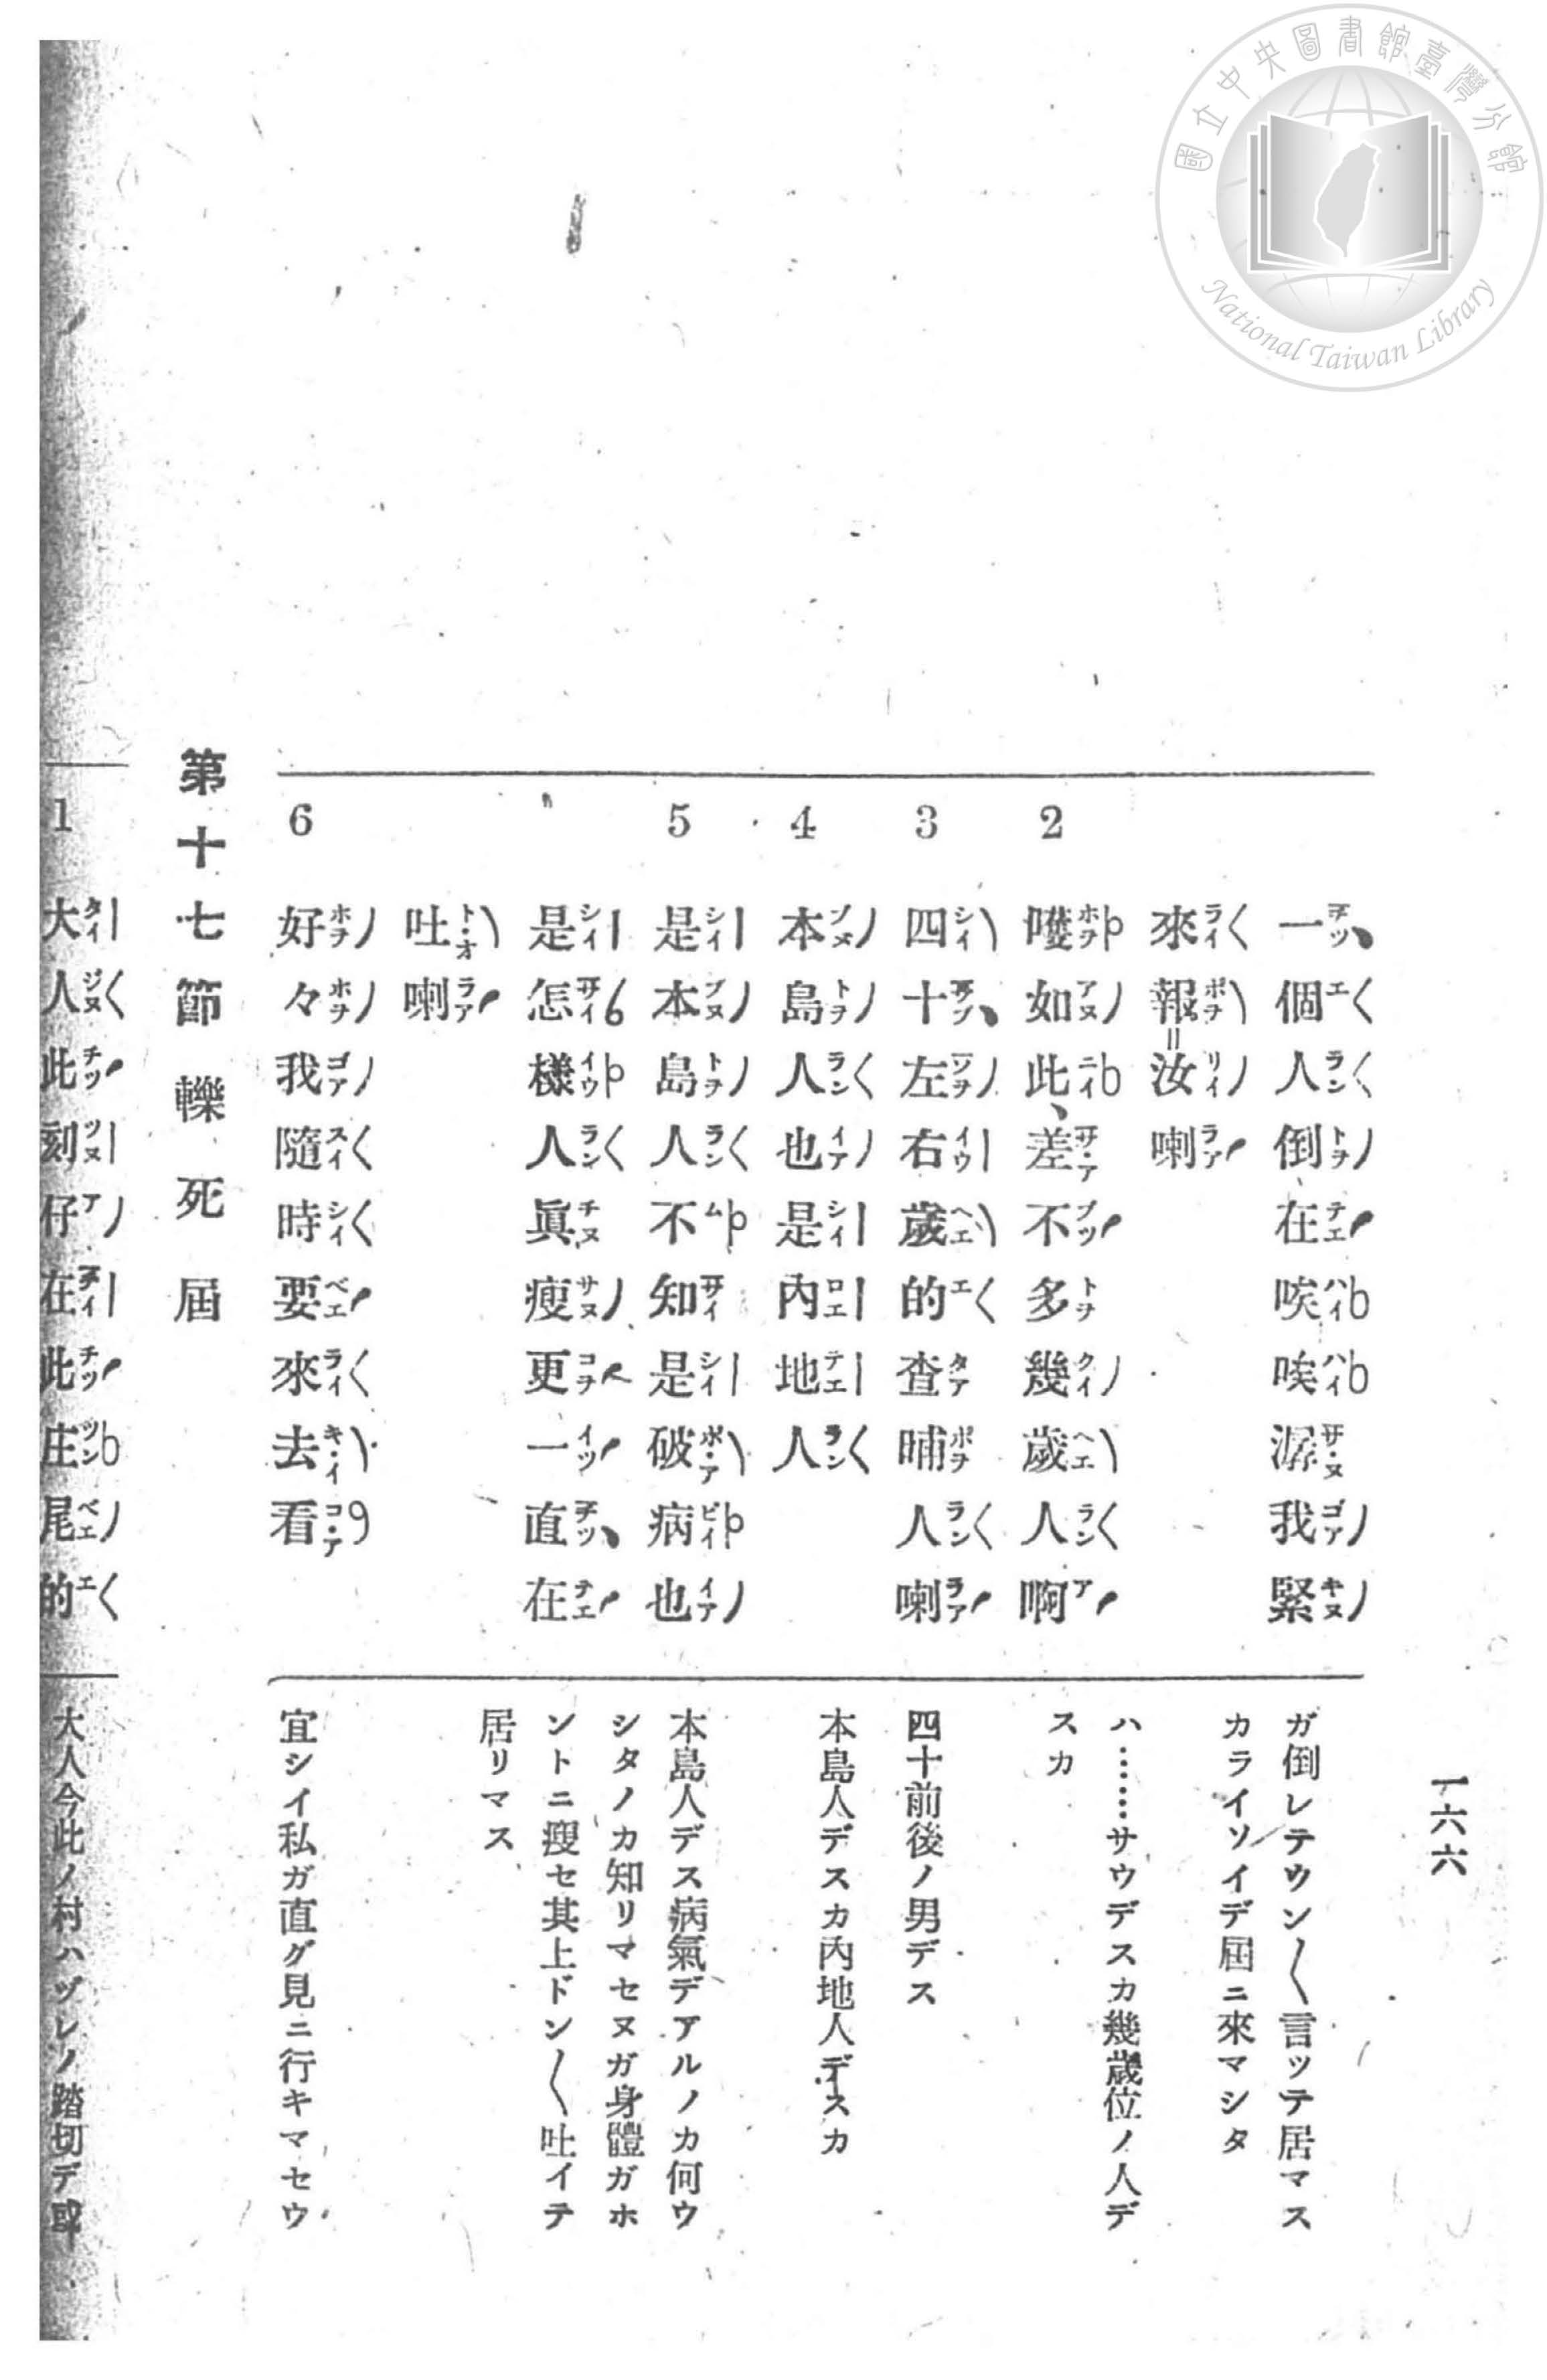 國立中央圖書館臺灣分館
National Taiwan Library
一六六
一個人倒在唉唉潺我緊
來報汝喇
2 嚄如此、差不多幾歲人啊
3 四十左右歲的查晡人喇
4 本島人也是內地人
5 是本島人不知是破病也
是怎樣人眞瘦更一直在
吐喇
6 好々我隨時要來去看
ガ倒レテウン〱言ッテ居マス
カライソイデ屆ニ來マシタ
ハ……サウデスカ幾歲位ノ人デ
スカ
四十前後ノ男デス
本島人デスカ內地人デスカ
本島人デス病氣デアルノカ何ウ
シタノカ知リマセヌガ身體ガホ
ントニ瘦セ其上ドン〱吐イテ
居リマス
宜シイ私ガ直グ見ニ行キマセウ
第十七節 轢死屆
1 大人此刻仔在此庄尾的
大人今此ノ村ハヅレノ踏切デ